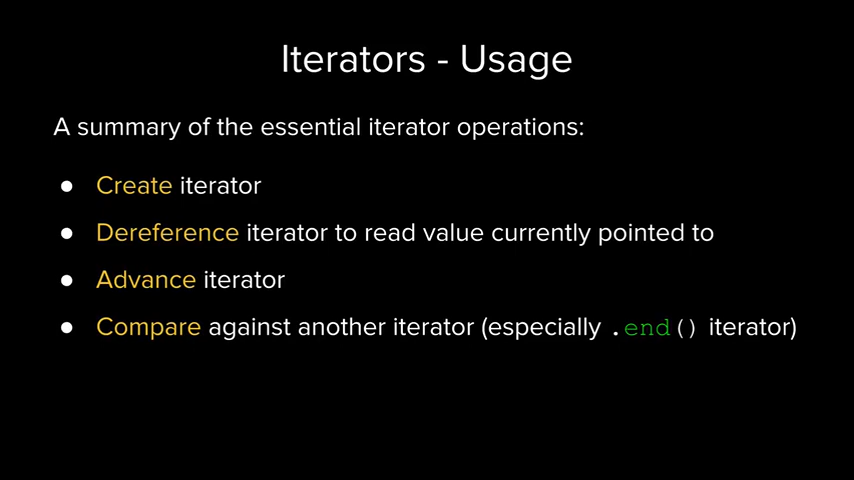 Iterators - Usage
A summary of the essential iterator operations:
● Create iterator
● Dereference iterator to read value currently pointed to
● Advance iterator
● Compare against another iterator (especially .end() iterator)